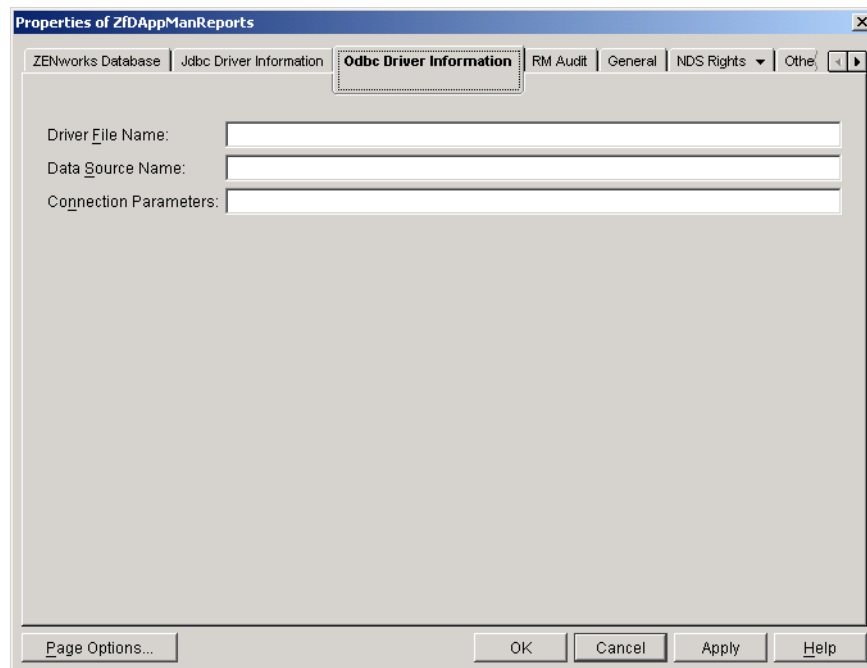 Properties of ZfDAppManReports
ZENworks Database Jdbc Driver Information Odbc Driver Information RM Audit General NDS Rights Othe
Driver File Name:
Data Source Name:
Connection Parameters:
Page Options... OK Cancel Apply Help